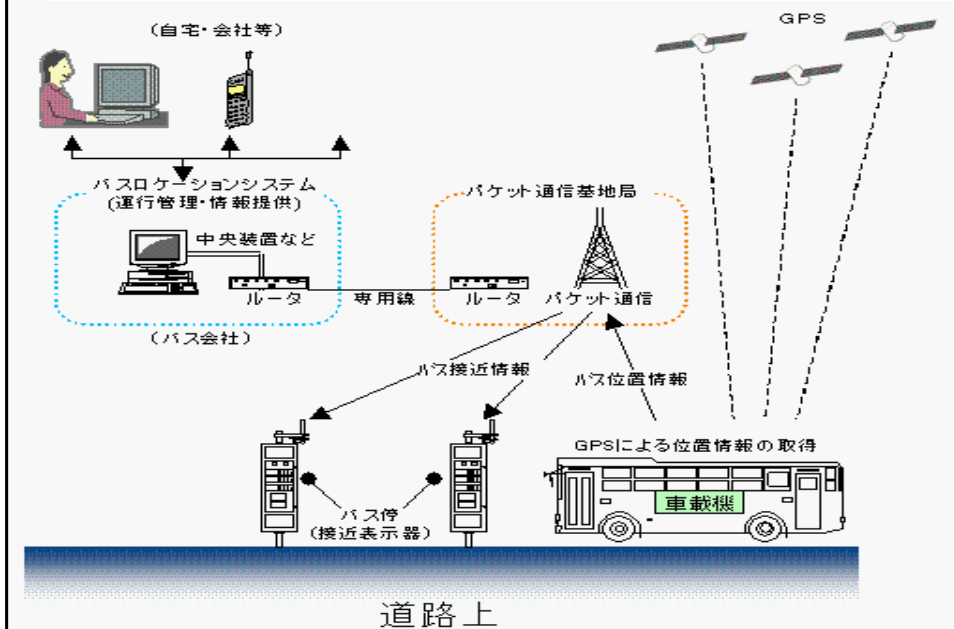 (自宅・会社等)
GPS
バスロケーションシステム
(運行管理・情報提供)
中央装置など
ルータ
専用線
(バス会社)
パケット通信基地局
ルータ
パケット通信
バス接近情報
バス位置情報
GPSによる位置情報の取得
車載機
バス停
(接近表示器)
道路上